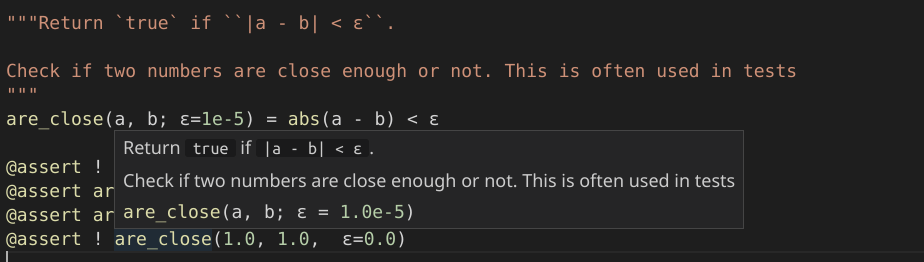 """Return `true` if ``|a - b| < ε``.
Check if two numbers are close enough or not. This is often used in tests
"""
are_close(a, b; ε=1e-5) = abs(a - b) < ε
Return true if |a - b| < ε.
Check if two numbers are close enough or not. This is often used in tests
are_close(a, b; ε = 1.0e-5)
@assert !
@assert ar
@assert ar
@assert ! are_close(1.0, 1.0,  ε=0.0)